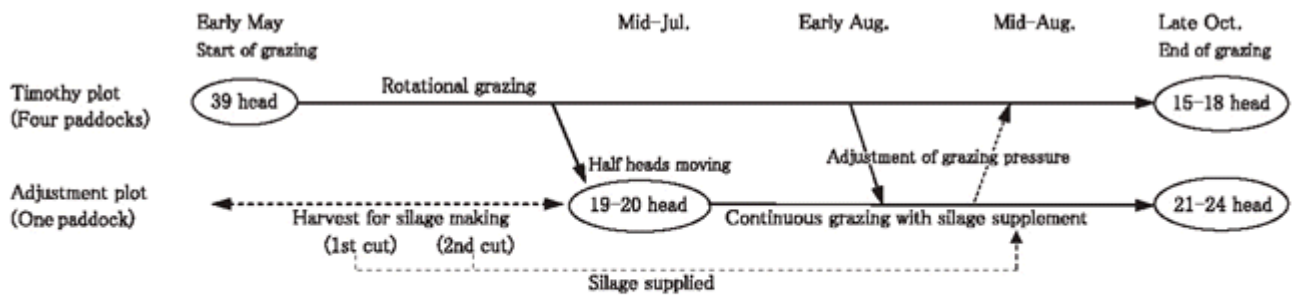 Early May
Start of grazing
Mid-Jul.
Early Aug.
Mid-Aug.
Late Oct.
End of grazing
Timothy plot
(Four paddocks)
39 head
Rotational grazing
15-18 head
Half heads moving
Adjustment of grazing pressure
Adjustment plot
(One paddock)
Harvest for silage making
(1st cut) (2nd cut)
19-20 head
Continuous grazing with silage supplement
21-24 head
Silage supplied